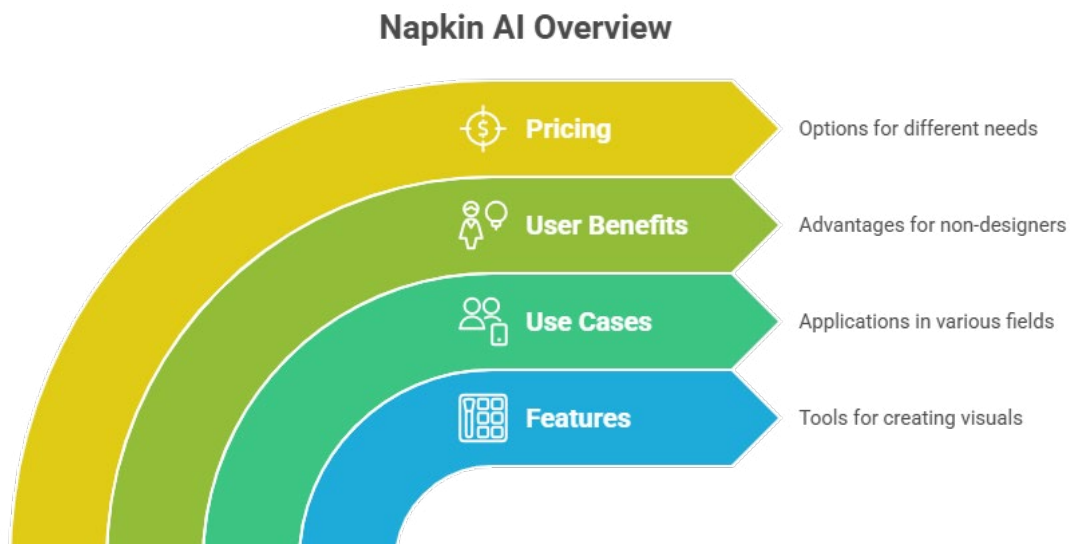 Napkin AI Overview
Pricing
Options for different needs
User Benefits
Advantages for non-designers
Use Cases
Applications in various fields
Features
Tools for creating visuals